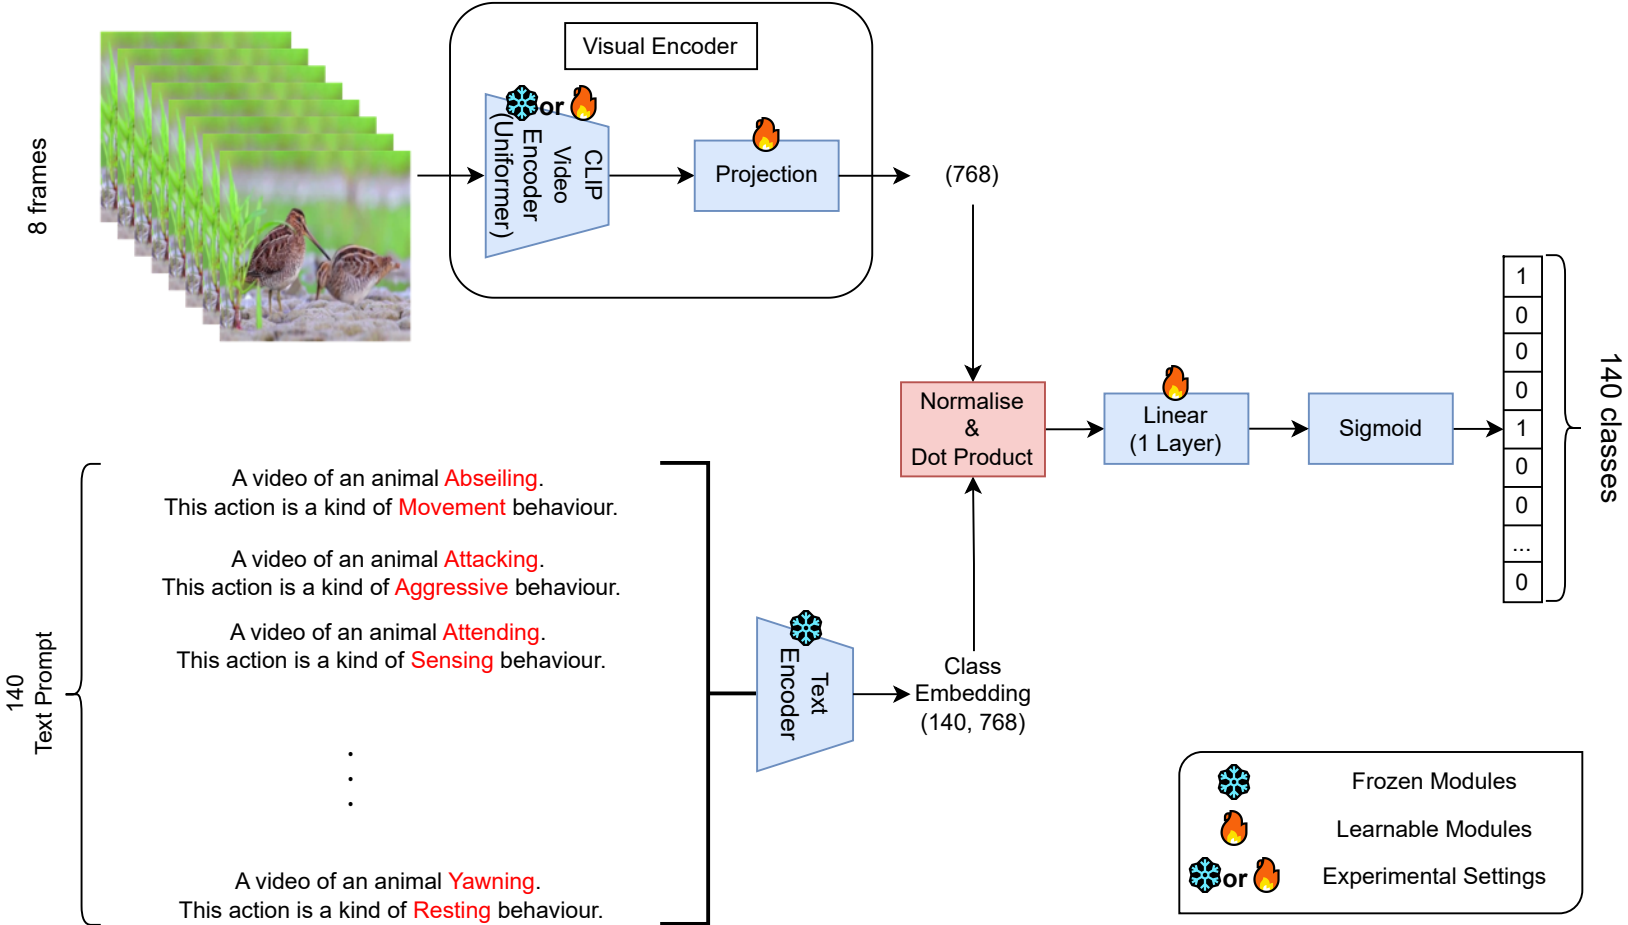 Visual Encoder
or
CLIP
Video
Encoder
(Uniformer)
Projection
(768)
8 frames
Normalise
&
Dot Product
Linear
(1 Layer)
Sigmoid
1
0
0
0
1
0
0
...
0
140 classes
140
Text Prompt
A video of an animal Abseiling.
This action is a kind of Movement behaviour.
A video of an animal Attacking.
This action is a kind of Aggressive behaviour.
A video of an animal Attending.
This action is a kind of Sensing behaviour.
.
.
.
A video of an animal Yawning.
This action is a kind of Resting behaviour.
Text
Encoder
Class
Embedding
(140, 768)
Frozen Modules
Learnable Modules
or Experimental Settings